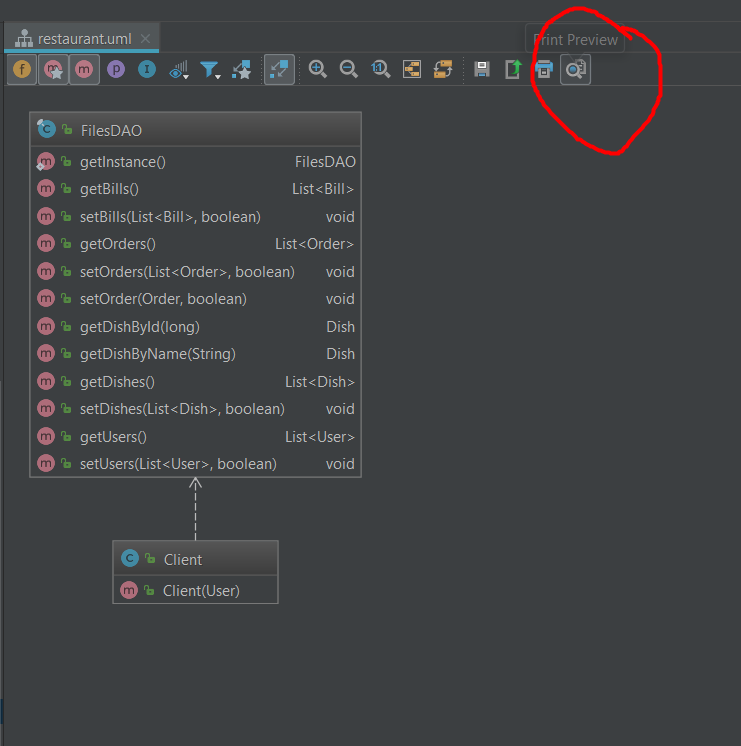 restaurant.uml
Print Preview
f m m p I 1:1
C FilesDAO
m getInstance() FilesDAO
m getBills() List<Bill>
m setBills(List<Bill>, boolean) void
m getOrders() List<Order>
m setOrders(List<Order>, boolean) void
m setOrder(Order, boolean) void
m getDishById(long) Dish
m getDishByName(String) Dish
m getDishes() List<Dish>
m setDishes(List<Dish>, boolean) void
m getUsers() List<User>
m setUsers(List<User>, boolean) void
C Client
m Client(User)